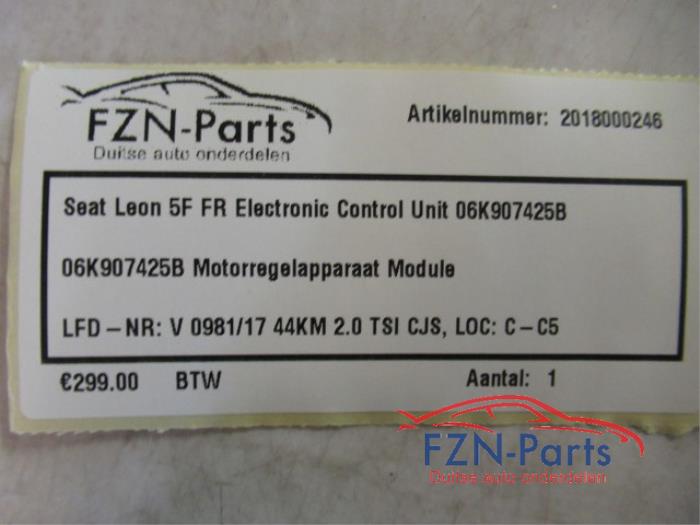 FZN-Parts
Duitse auto onderdelen
Artikelnummer: 2018000246
Seat Leon 5F FR Electronic Control Unit 06K907425B
06K907425B Motorregelapparaat Module
LFD-NR: V 0981/17 44KM 2.0 TSI CJS, LOC: C-C5
€299.00 BTW Aantal: 1
FZN-Parts
Duitse auto onderdelen